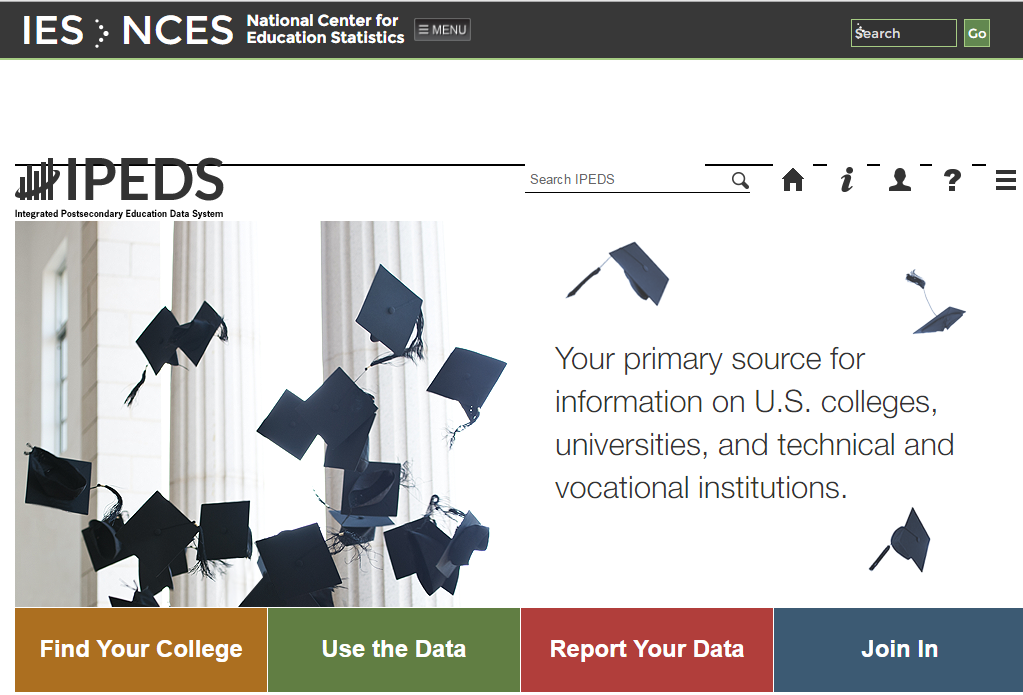 IES NCES National Center for
Education Statistics
MENU
Search
Go
IPEDS
Integrated Postsecondary Education Data System
Search IPEDS
i
?
Your primary source for
information on U.S. colleges,
universities, and technical and
vocational institutions.
Find Your College
Use the Data
Report Your Data
Join In